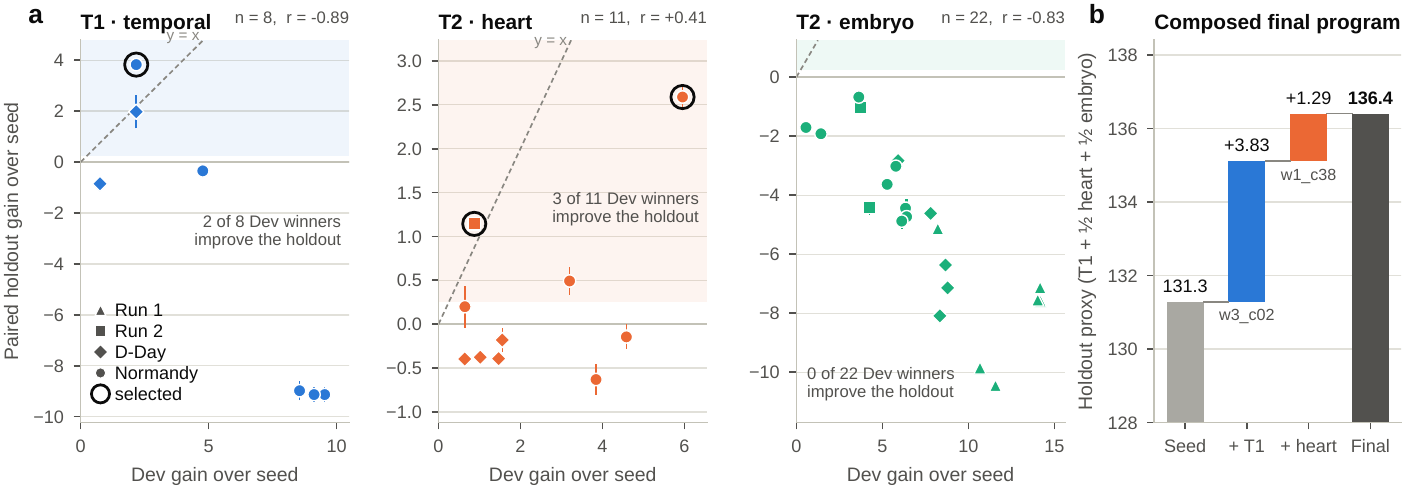 a
T1 · temporal
n = 8, r = -0.89
y = x
4
2
0
−2
−4
−6
−8
−10
Paired holdout gain over seed
2 of 8 Dev winners
improve the holdout
Run 1
Run 2
D-Day
Normandy
selected
0
5
10
Dev gain over seed
T2 · heart
n = 11, r = +0.41
y = x
3.0
2.5
2.0
1.5
1.0
0.5
0.0
−0.5
−1.0
3 of 11 Dev winners
improve the holdout
0
2
4
6
Dev gain over seed
T2 · embryo
n = 22, r = -0.83
0
−2
−4
−6
−8
−10
0 of 22 Dev winners
improve the holdout
0
5
10
15
Dev gain over seed
b
Composed final program
Holdout proxy (T1 + ½ heart + ½ embryo)
138
136
134
132
130
128
131.3
+3.83
w3_c02
+1.29
w1_c38
136.4
Seed
+ T1
+ heart
Final